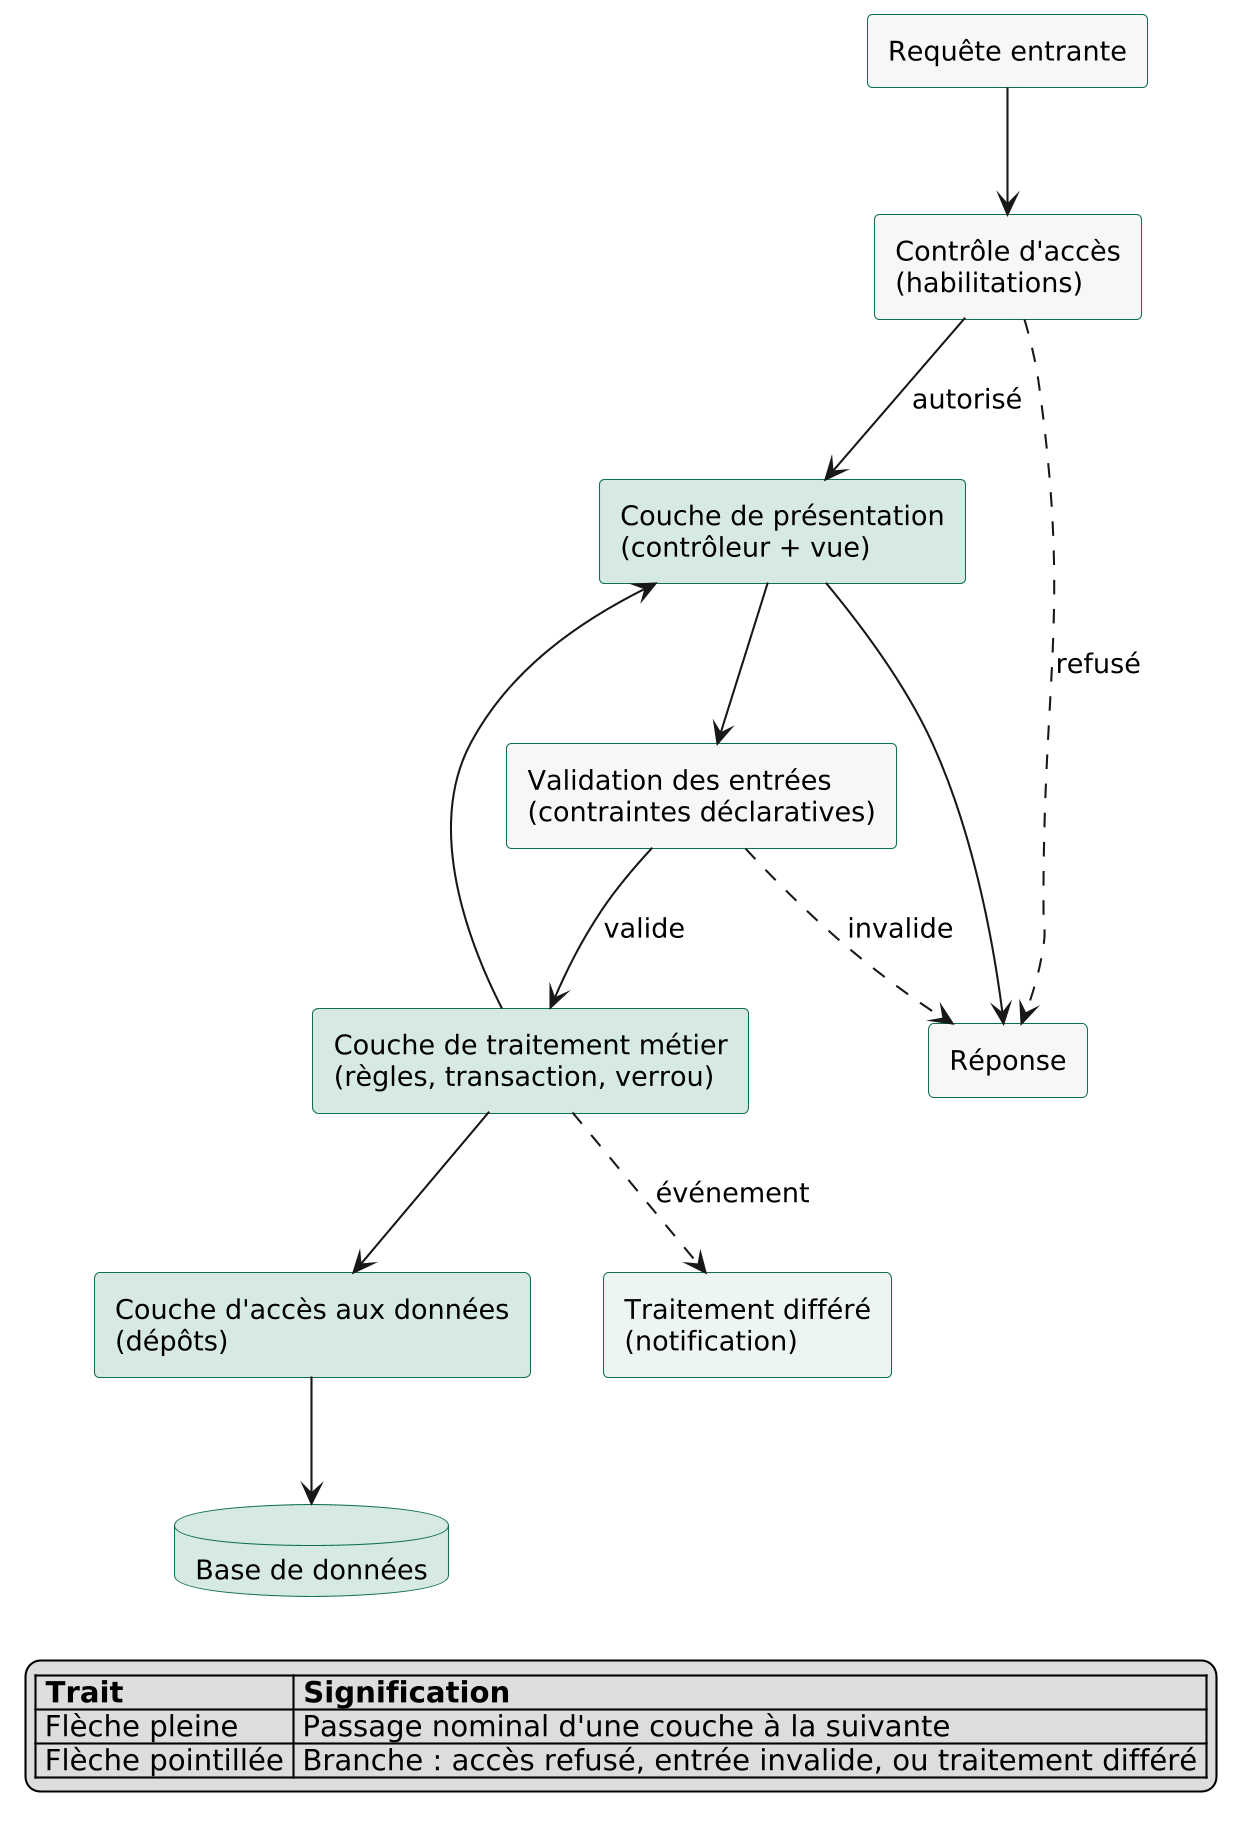 Requête entrante
Contrôle d'accès
(habilitations)
autorisé
Couche de présentation
(contrôleur + vue)
refusé
Validation des entrées
(contraintes déclaratives)
valide
invalide
Couche de traitement métier
(règles, transaction, verrou)
Réponse
événement
Couche d'accès aux données
(dépôts)
Traitement différé
(notification)
Base de données
Trait Signification
Flèche pleine Passage nominal d'une couche à la suivante
Flèche pointillée Branche : accès refusé, entrée invalide, ou traitement différé